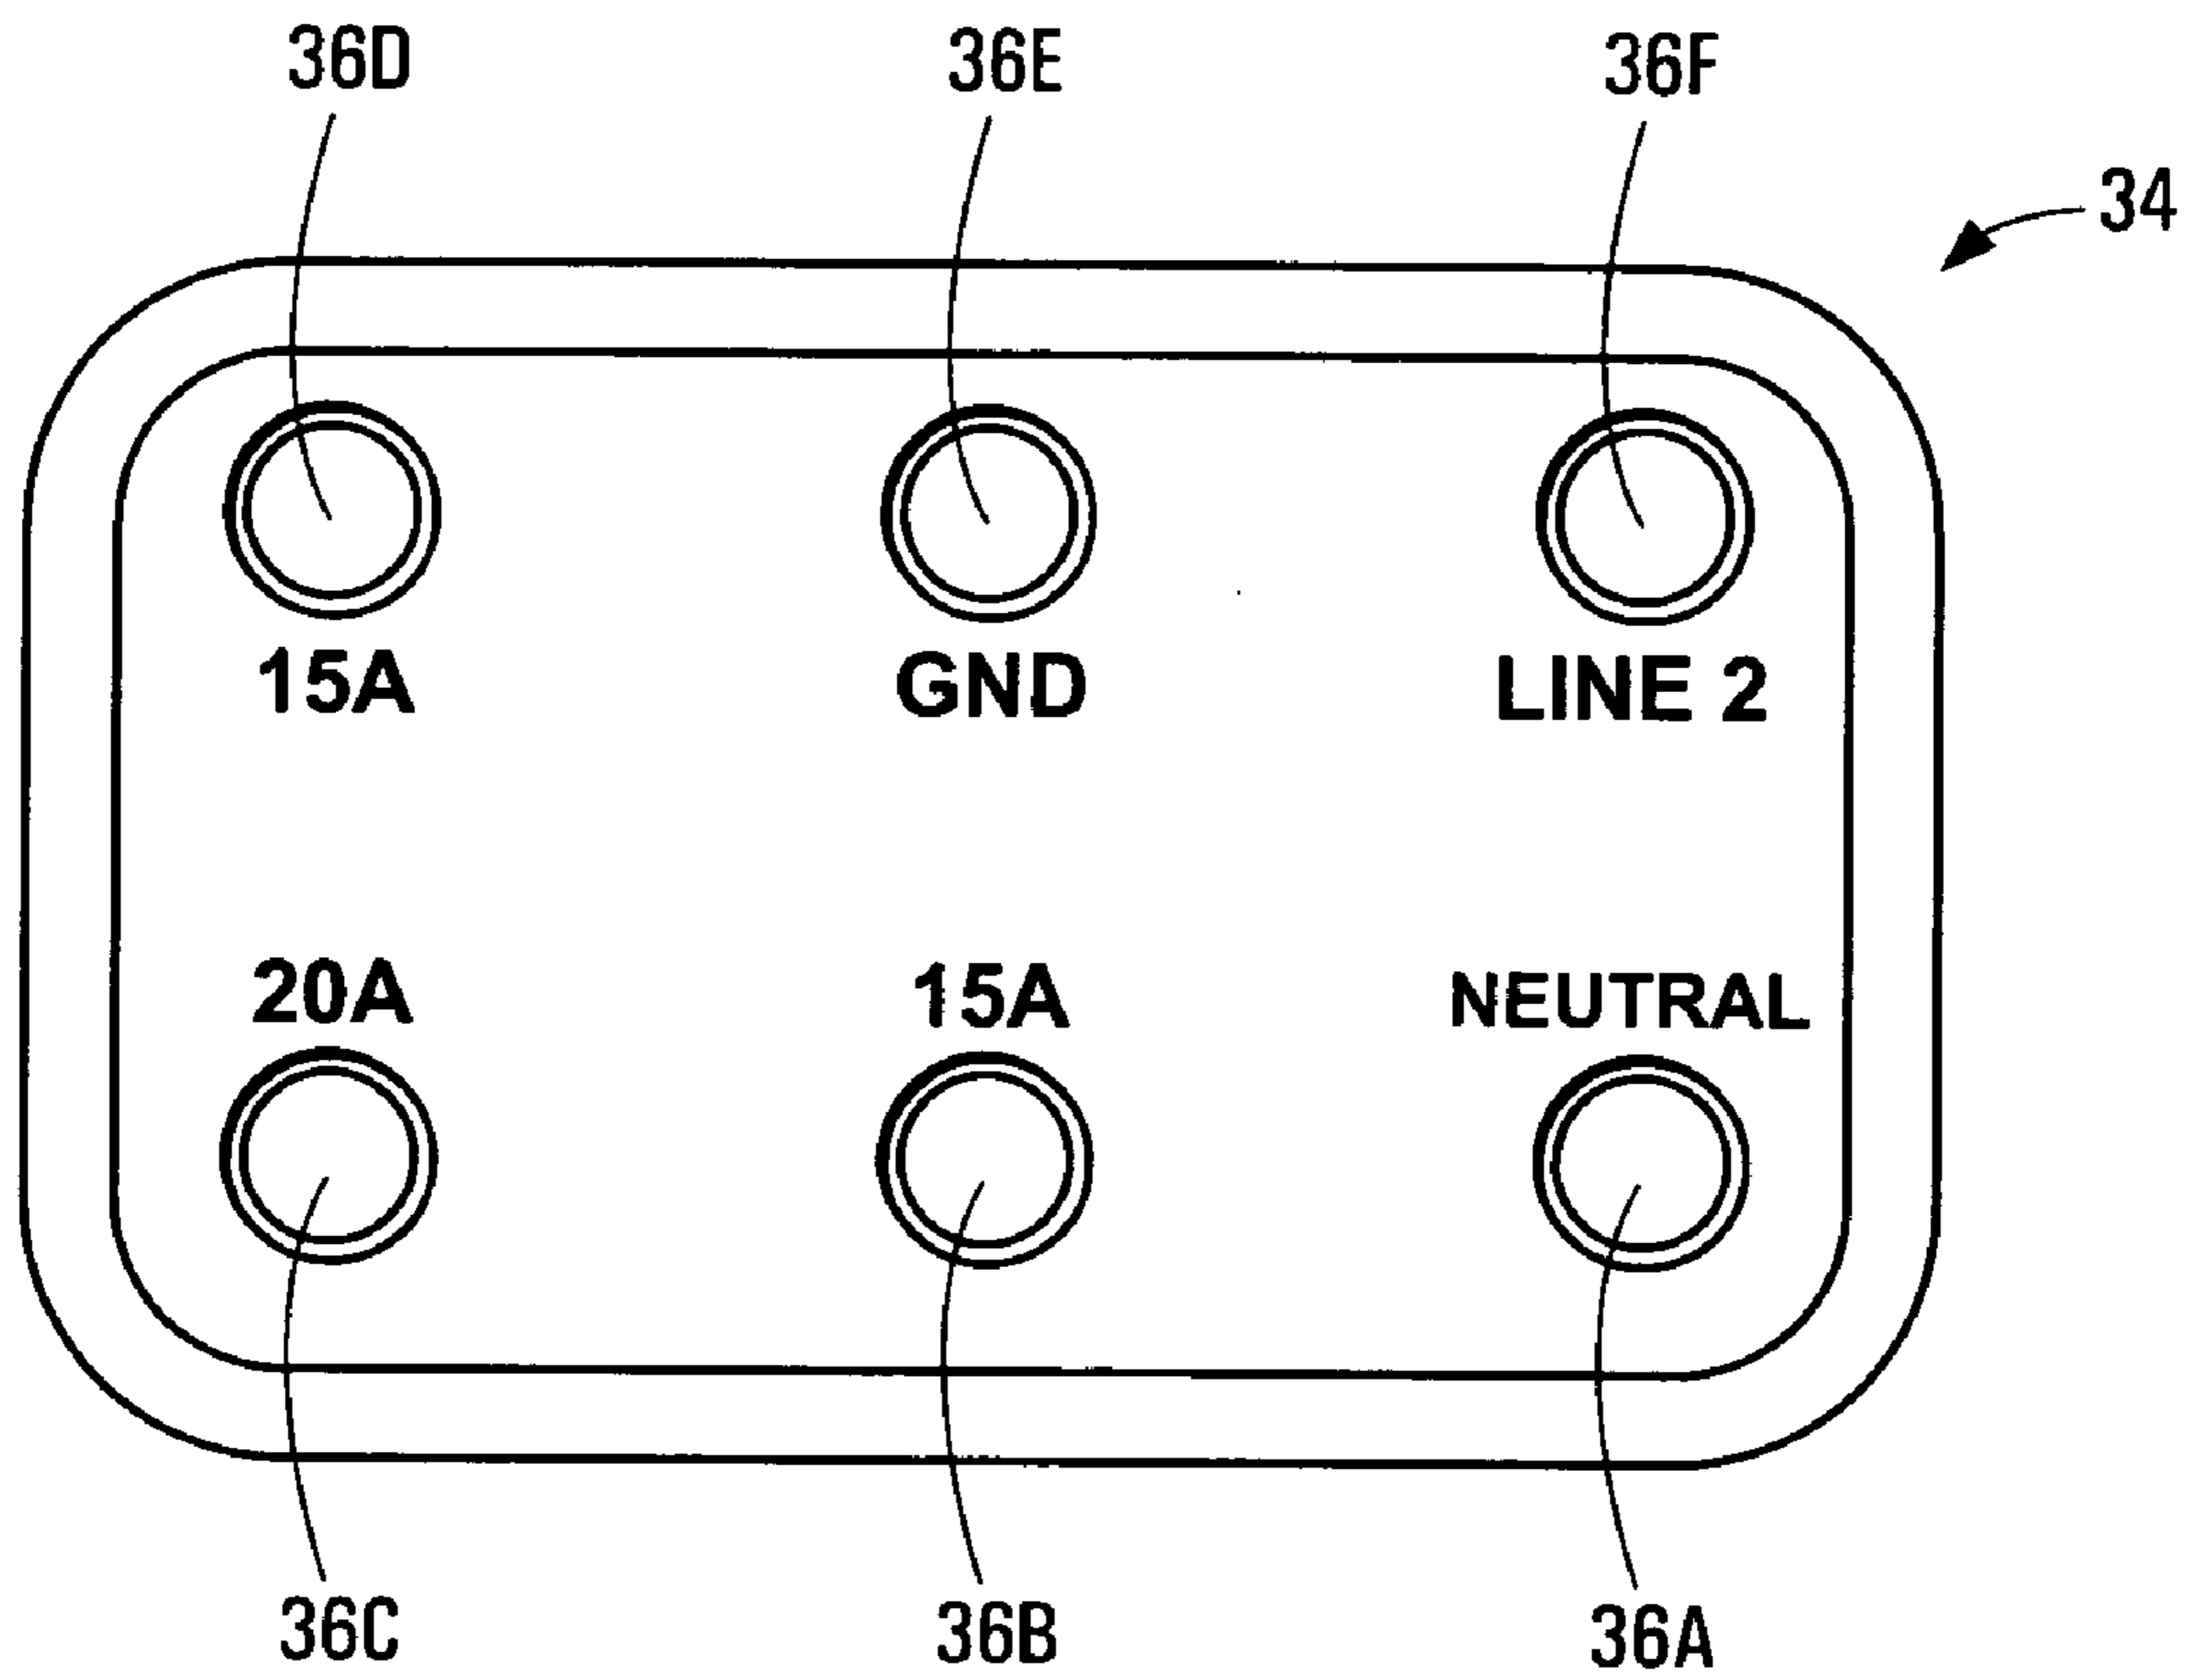 36D 36E 36F
34
15A GND LINE 2
20A 15A NEUTRAL
36C 36B 36A